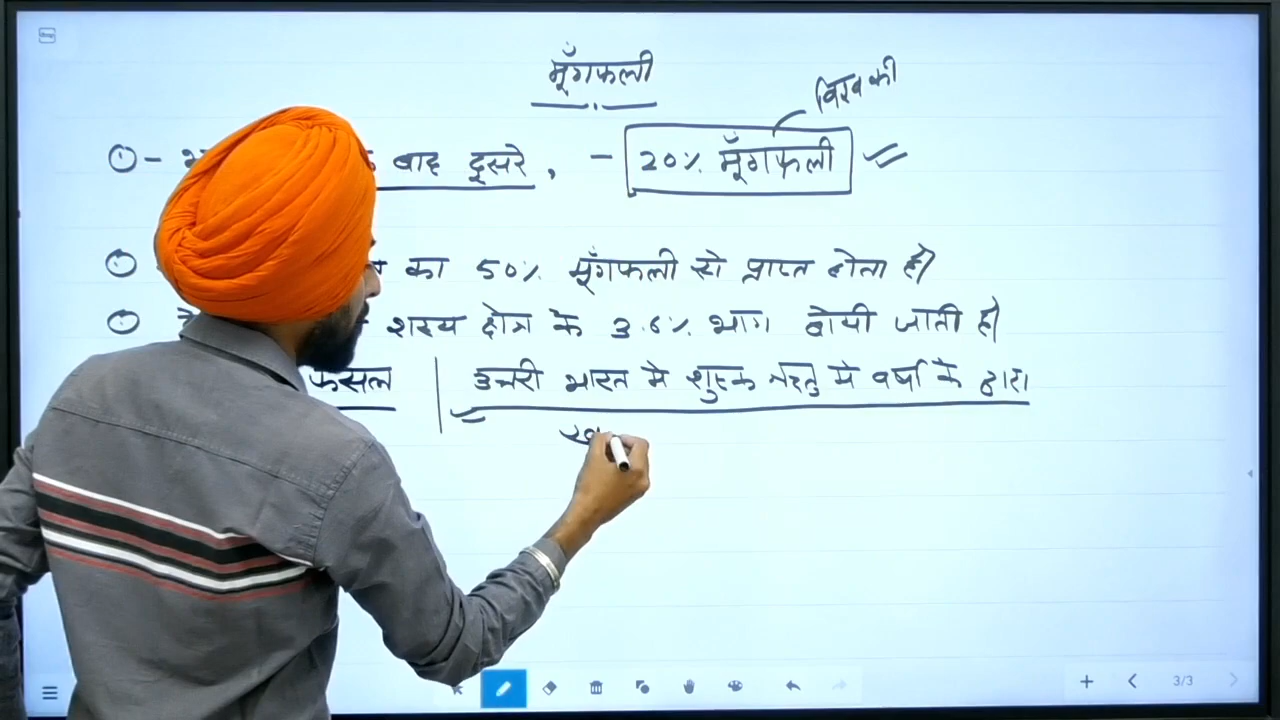 मूँगफली
विश्व की
बाद दूसरे, - 20% मूँगफली
का 50% मूँगफली से प्राप्त होता है।
शस्य क्षेत्र के 3.6% भाग बोयी जाती है।
फसल | उत्तरी भारत मे शुष्क ऋतु मे वर्षा के द्वारा
3/3